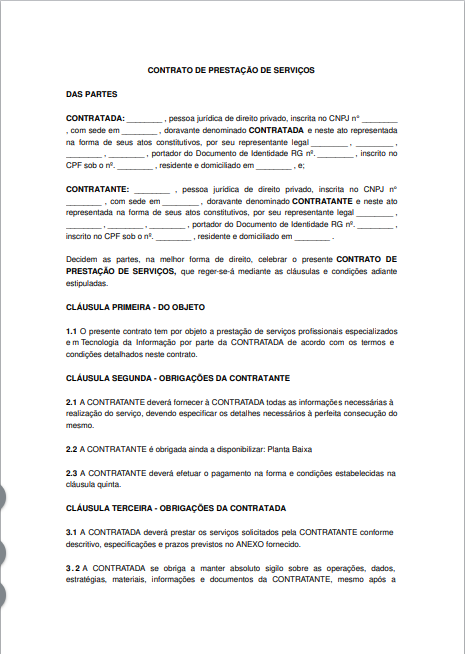 CONTRATO DE PRESTAÇÃO DE SERVIÇOS
DAS PARTES
CONTRATADA: ________ , pessoa jurídica de direito privado, inscrita no CNPJ n° ________
, com sede em ________ , doravante denominado CONTRATADA e neste ato representada
na forma de seus atos constitutivos, por seu representante legal ________ , ________ ,
________ , ________ , portador do Documento de Identidade RG nº. ________ , inscrito no
CPF sob o nº. ________ , residente e domiciliado em ________ , e;
CONTRATANTE: ________ , pessoa jurídica de direito privado, inscrita no CNPJ n°
________ , com sede em ________ , doravante denominado CONTRATANTE e neste ato
representada na forma de seus atos constitutivos, por seu representante legal ________ ,
________ , ________ , ________ , portador do Documento de Identidade RG nº. ________ ,
inscrito no CPF sob o nº. ________ , residente e domiciliado em ________ .
Decidem as partes, na melhor forma de direito, celebrar o presente CONTRATO DE
PRESTAÇÃO DE SERVIÇOS, que reger-se-á mediante as cláusulas e condições adiante
estipuladas.
CLÁUSULA PRIMEIRA - DO OBJETO
1.1 O presente contrato tem por objeto a prestação de serviços profissionais especializados
em Tecnologia da Informação por parte da CONTRATADA de acordo com os termos e
condições detalhados neste contrato.
CLÁUSULA SEGUNDA - OBRIGAÇÕES DA CONTRATANTE
2.1 A CONTRATANTE deverá fornecer à CONTRATADA todas as informações necessárias à
realização do serviço, devendo especificar os detalhes necessários à perfeita consecução do
mesmo.
2.2 A CONTRATANTE é obrigada ainda a disponibilizar: Planta Baixa
2.3 A CONTRATANTE deverá efetuar o pagamento na forma e condições estabelecidas na
cláusula quinta.
CLÁUSULA TERCEIRA - OBRIGAÇÕES DA CONTRATADA
3.1 A CONTRATADA deverá prestar os serviços solicitados pela CONTRATANTE conforme
descritivo, especificações e prazos previstos no ANEXO fornecido.
3.2 A CONTRATADA se obriga a manter absoluto sigilo sobre as operações, dados,
estratégias, materiais, informações e documentos da CONTRATANTE, mesmo após a